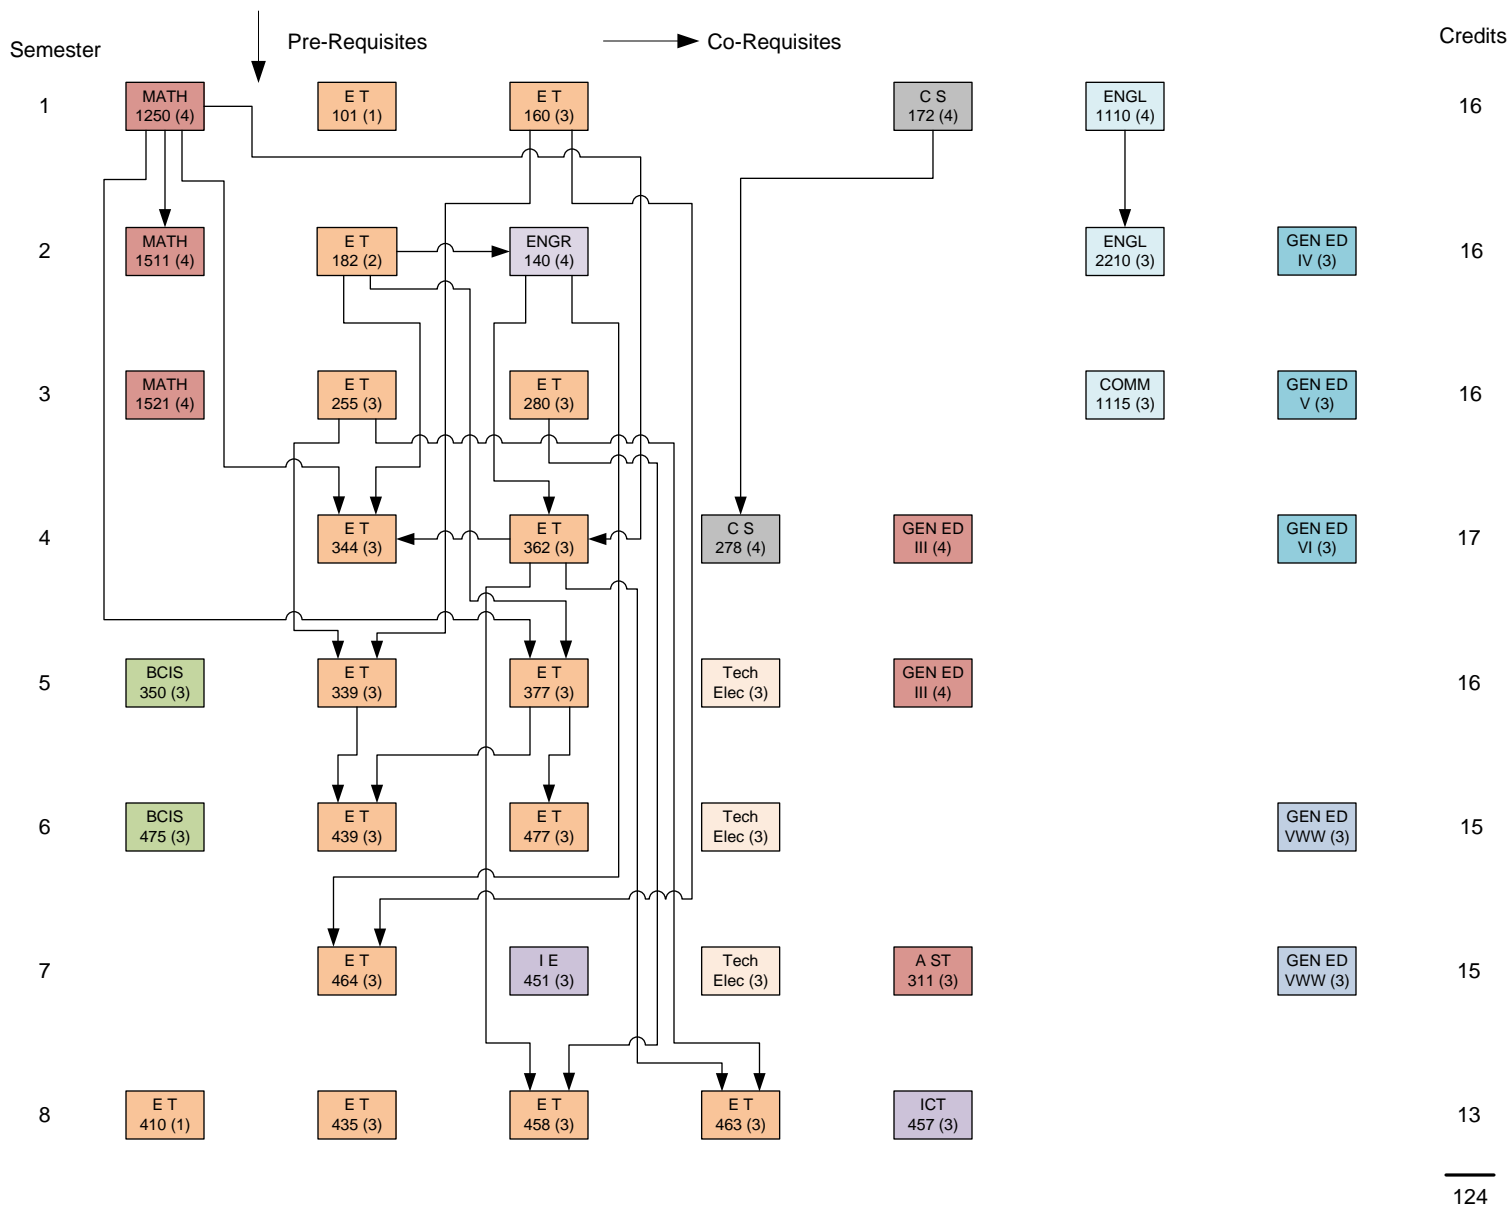 Semester
Pre-Requisites
Co-Requisites
Credits
1
MATH
1250 (4)
E T
101 (1)
E T
160 (3)
C S
172 (4)
ENGL
1110 (4)
16
2
MATH
1511 (4)
E T
182 (2)
ENGR
140 (4)
ENGL
2210 (3)
GEN ED
IV (3)
16
3
MATH
1521 (4)
E T
255 (3)
E T
280 (3)
COMM
1115 (3)
GEN ED
V (3)
16
4
E T
344 (3)
E T
362 (3)
C S
278 (4)
GEN ED
III (4)
GEN ED
VI (3)
17
5
BCIS
350 (3)
E T
339 (3)
E T
377 (3)
Tech
Elec (3)
GEN ED
III (4)
16
6
BCIS
475 (3)
E T
439 (3)
E T
477 (3)
Tech
Elec (3)
GEN ED
VWW (3)
15
7
E T
464 (3)
I E
451 (3)
Tech
Elec (3)
A ST
311 (3)
GEN ED
VWW (3)
15
8
E T
410 (1)
E T
435 (3)
E T
458 (3)
E T
463 (3)
ICT
457 (3)
13
124